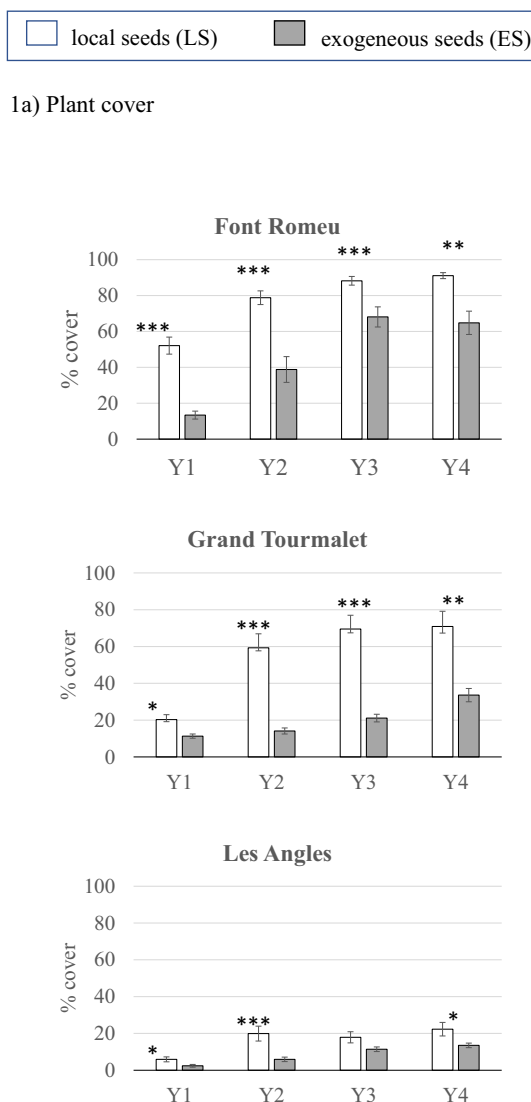 local seeds (LS) exogeneous seeds (ES)
1a) Plant cover
Font Romeu
*** *** *** **
100
80
60
40
20
0
% cover
Y1 Y2 Y3 Y4
Grand Tourmalet
* *** *** **
100
80
60
40
20
0
% cover
Y1 Y2 Y3 Y4
Les Angles
* *** *
100
80
60
40
20
0
% cover
Y1 Y2 Y3 Y4